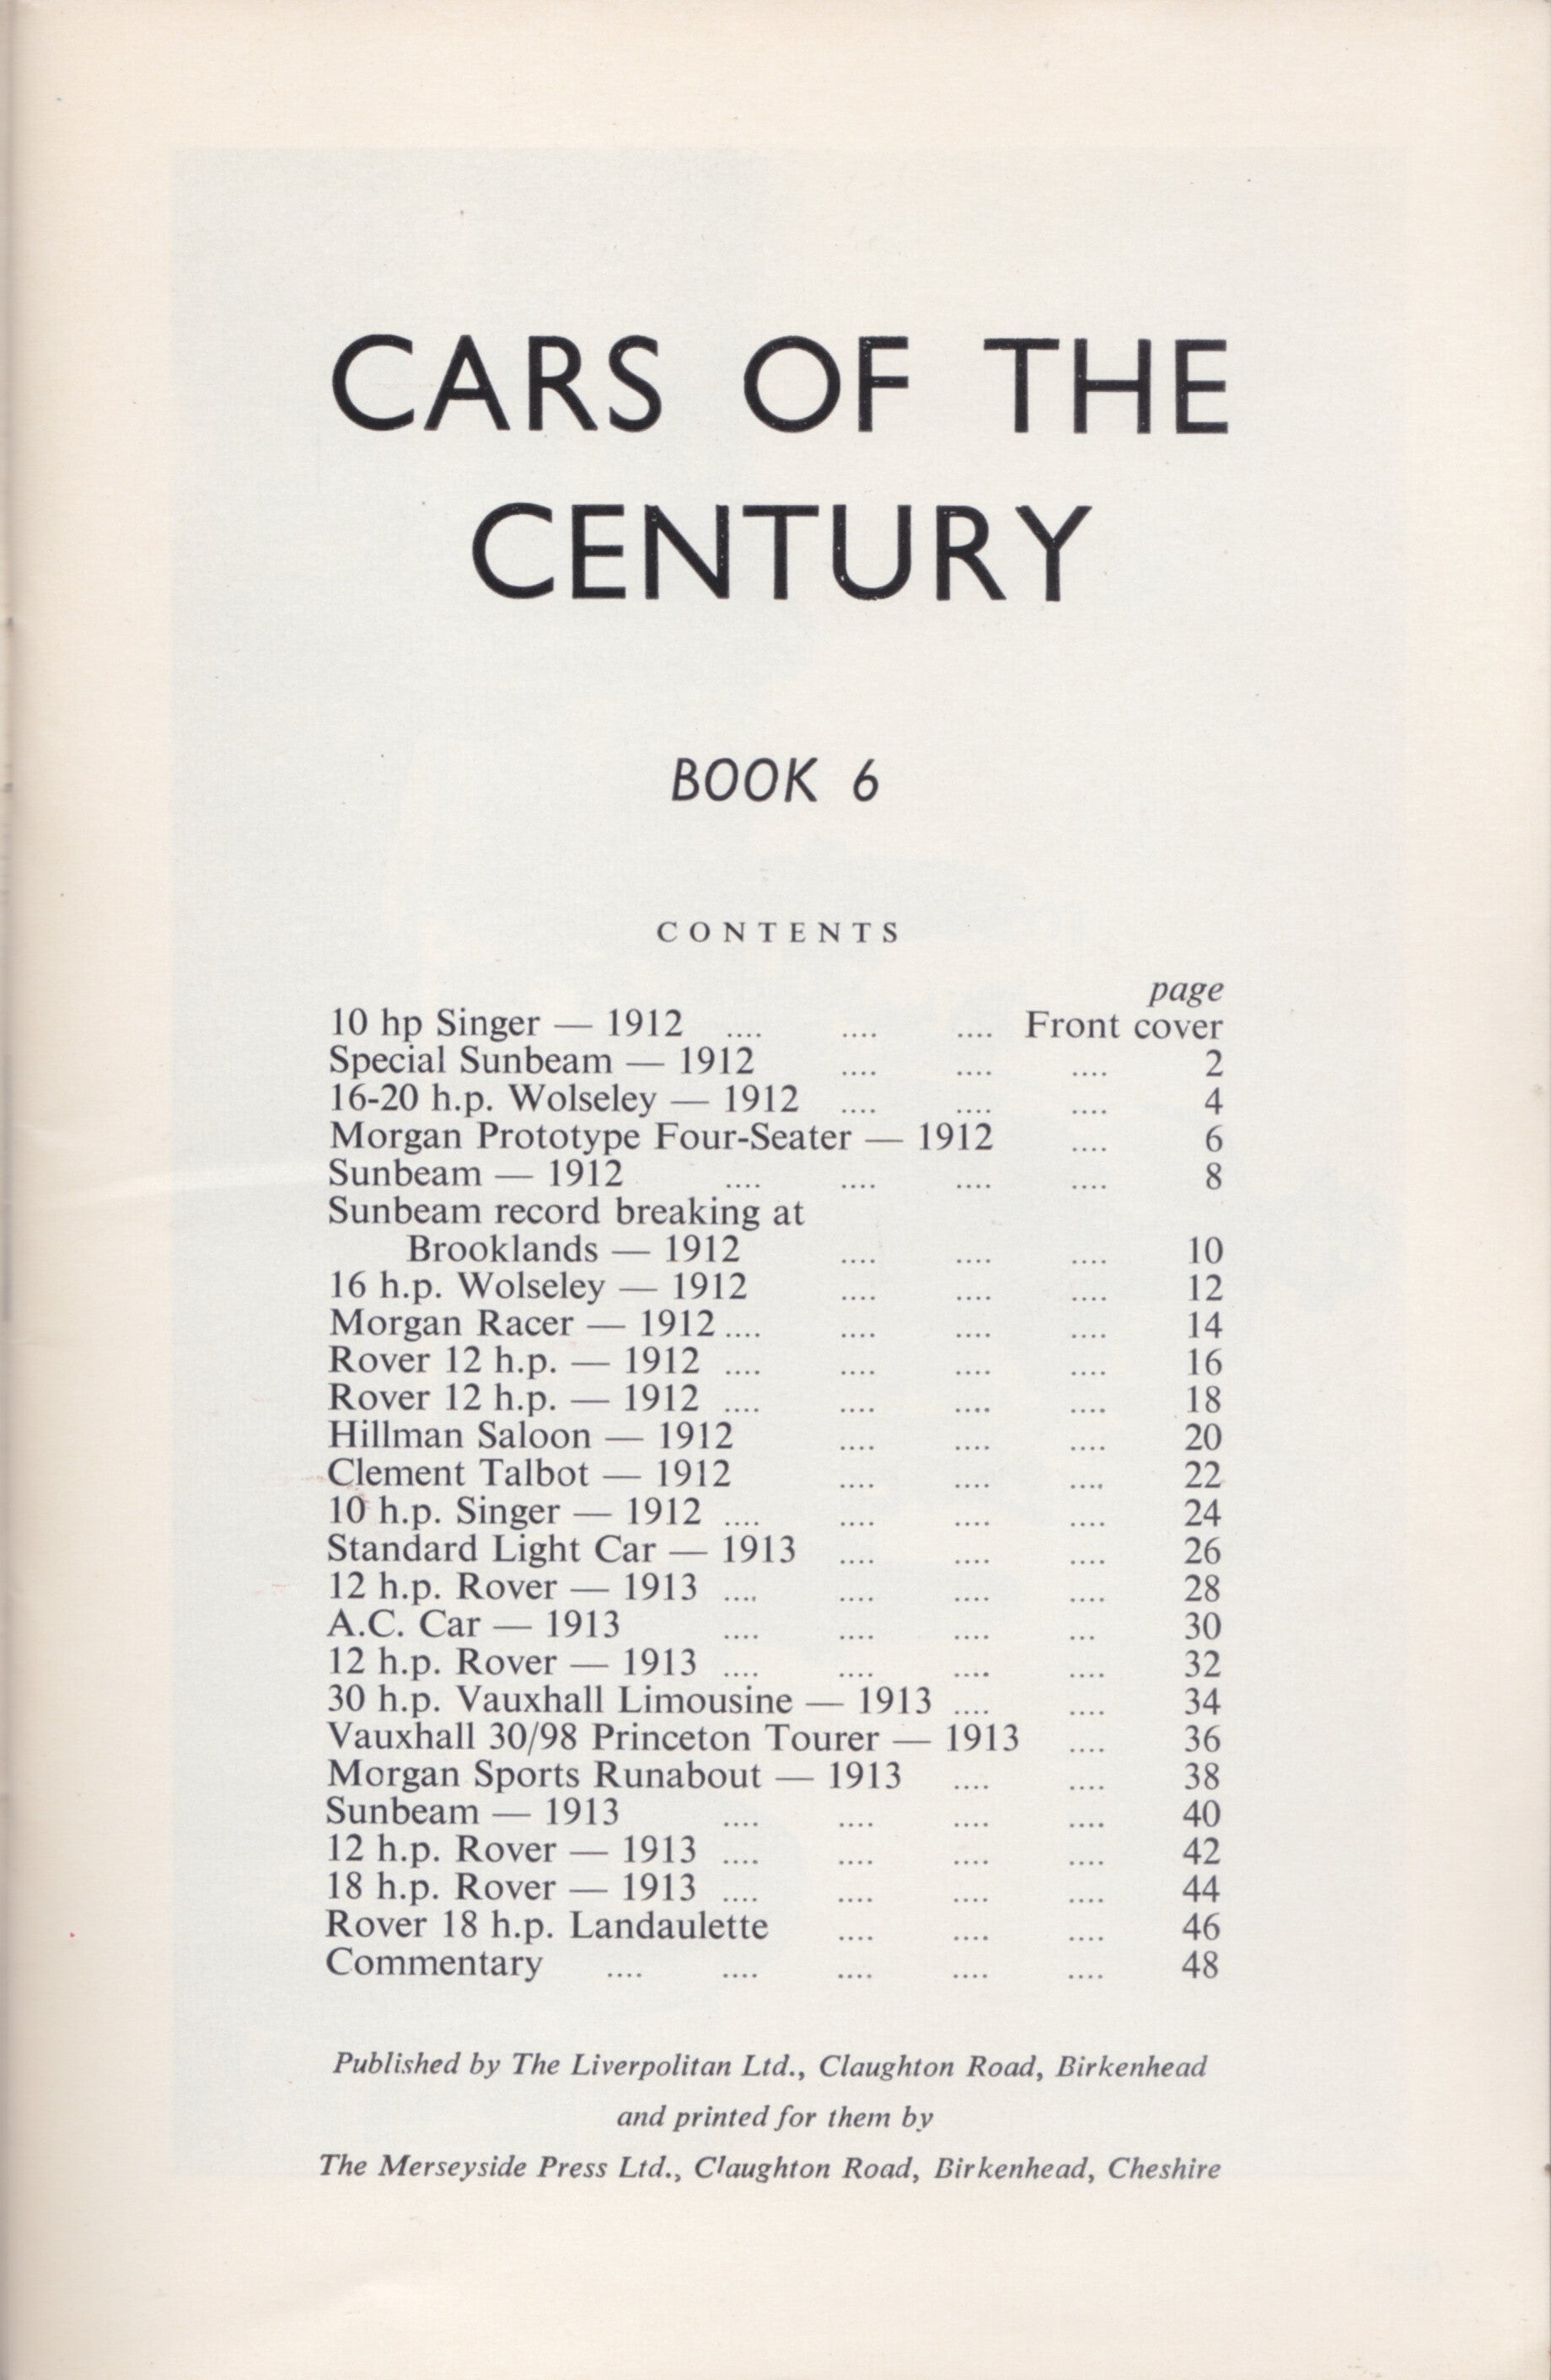 CARS OF THE
CENTURY
BOOK 6
CONTENTS
page
10 hp Singer — 1912 .... .... .... Front cover
Special Sunbeam — 1912 .... .... .... 2
16-20 h.p. Wolseley — 1912 .... .... .... 4
Morgan Prototype Four-Seater — 1912 .... 6
Sunbeam — 1912 .... .... .... .... 8
Sunbeam record breaking at
Brooklands — 1912 .... .... .... 10
16 h.p. Wolseley — 1912 .... .... .... 12
Morgan Racer — 1912 .... .... .... .... 14
Rover 12 h.p. — 1912 .... .... .... .... 16
Rover 12 h.p. — 1912 .... .... .... .... 18
Hillman Saloon — 1912 .... .... .... 20
Clement Talbot — 1912 .... .... .... 22
10 h.p. Singer — 1912 .... .... .... .... 24
Standard Light Car — 1913 .... .... .... 26
12 h.p. Rover — 1913 .... .... .... .... 28
A.C. Car — 1913 .... .... .... ... 30
12 h.p. Rover — 1913 .... .... .... .... 32
30 h.p. Vauxhall Limousine — 1913 .... .... 34
Vauxhall 30/98 Princeton Tourer — 1913 .... 36
Morgan Sports Runabout — 1913 .... .... 38
Sunbeam — 1913 .... .... .... .... 40
12 h.p. Rover — 1913 .... .... .... .... 42
18 h.p. Rover — 1913 .... .... .... .... 44
Rover 18 h.p. Landaulette .... .... .... 46
Commentary .... .... .... .... .... 48
Published by The Liverpolitan Ltd., Claughton Road, Birkenhead
and printed for them by
The Merseyside Press Ltd., Claughton Road, Birkenhead, Cheshire